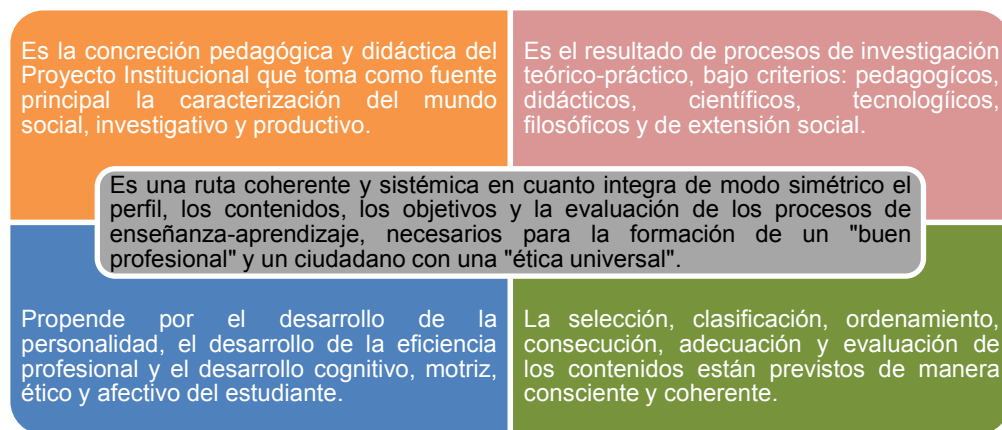 Es la concreción pedagógica y didáctica del
Proyecto Institucional que toma como fuente
principal la caracterización del mundo
social, investigativo y productivo.
Es el resultado de procesos de investigación
teórico-práctico, bajo criterios: pedagogícos,
didácticos, científicos, tecnologíicos,
filosóficos y de extensión social.
Es una ruta coherente y sistémica en cuanto integra de modo simétrico el
perfil, los contenidos, los objetivos y la evaluación de los procesos de
enseñanza-aprendizaje, necesarios para la formación de un "buen
profesional" y un ciudadano con una "ética universal".
Propende por el desarrollo de la
personalidad, el desarrollo de la eficiencia
profesional y el desarrollo cognitivo, motriz,
ético y afectivo del estudiante.
La selección, clasificación, ordenamiento,
consecución, adecuación y evaluación de
los contenidos están previstos de manera
consciente y coherente.